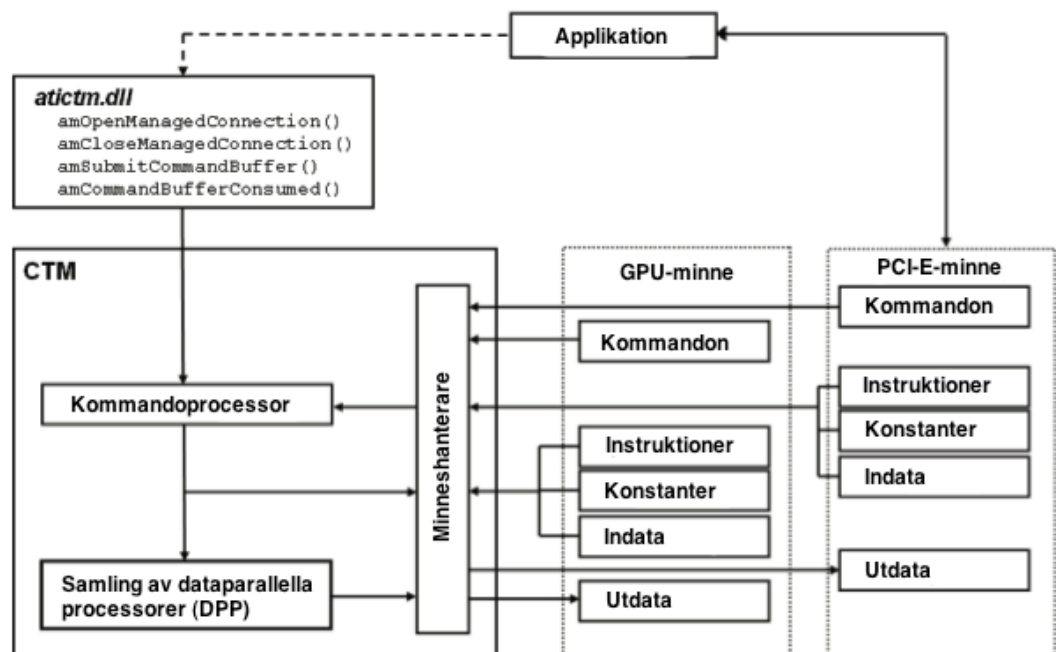 Applikation
atictm.dll
amOpenManagedConnection()
amCloseManagedConnection()
amSubmitCommandBuffer()
amCommandBufferConsumed()
CTM
Kommandoprocessor
Samling av dataparallella
processorer (DPP)
Minneshanterare
GPU-minne
Kommandon
Instruktioner
Konstanter
Indata
Utdata
PCI-E-minne
Kommandon
Instruktioner
Konstanter
Indata
Utdata